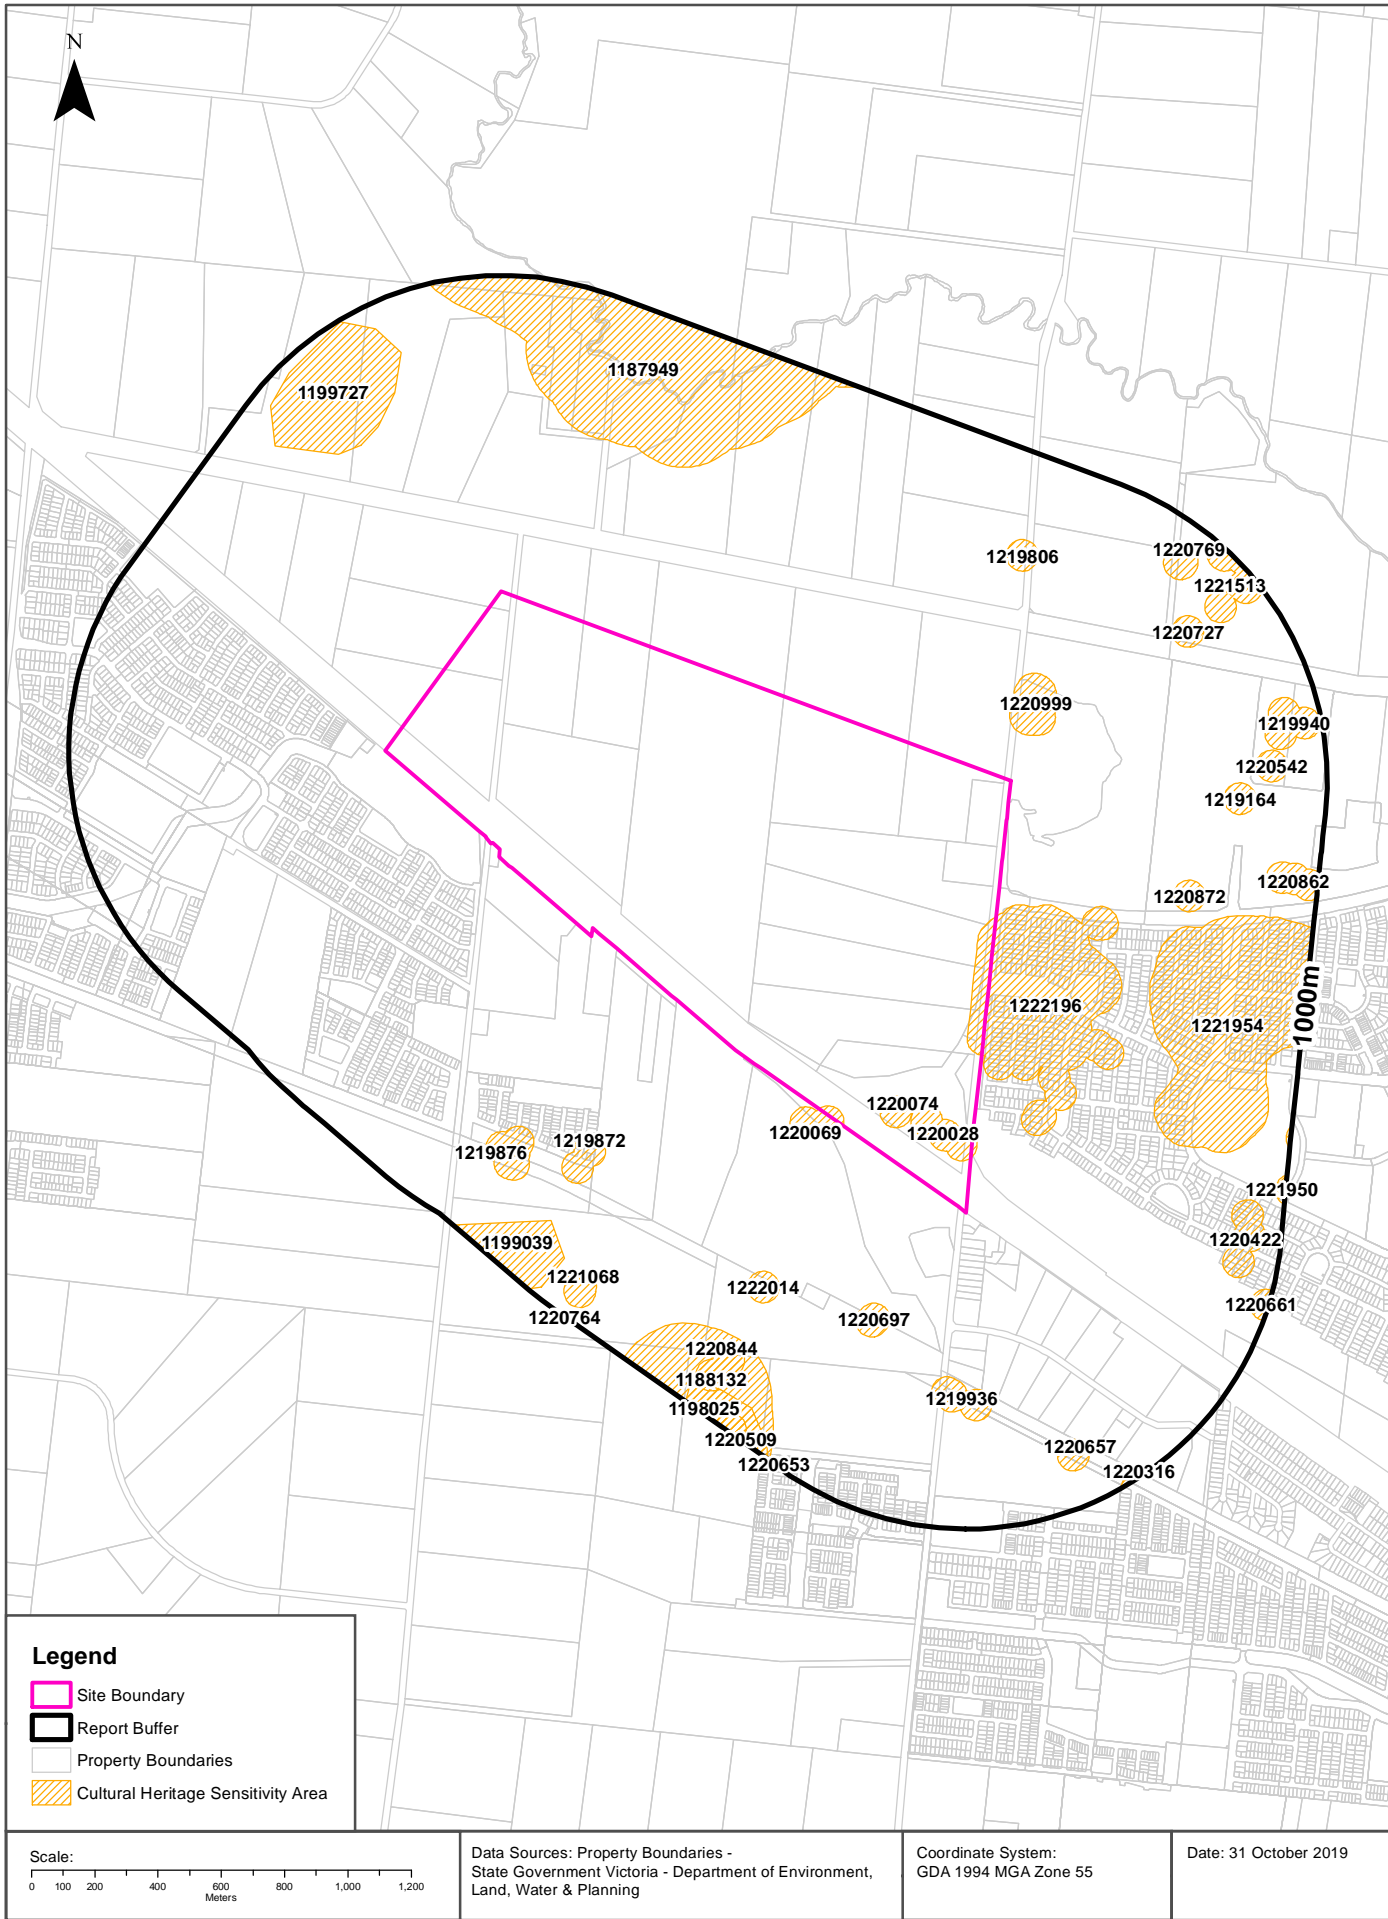 N
1187949
1199727
1219806
1220769
1221513
1220727
1220999
1219940
1220542
1219164
1220862
1220872
1222196
1221954
1000m
1220074
1220069
1220028
1219872
1219876
1221950
1199039
1220422
1221068
1222014
1220661
1220764
1220697
1220844
1188132
1219936
1198025
1220509
1220657
1220653
1220316
Legend
Site Boundary
Report Buffer
Property Boundaries
Cultural Heritage Sensitivity Area
Scale:
0 100 200 400 600 800 1,000 1,200
Meters
Data Sources: Property Boundaries -
State Government Victoria - Department of Environment,
Land, Water & Planning
Coordinate System:
GDA 1994 MGA Zone 55
Date: 31 October 2019